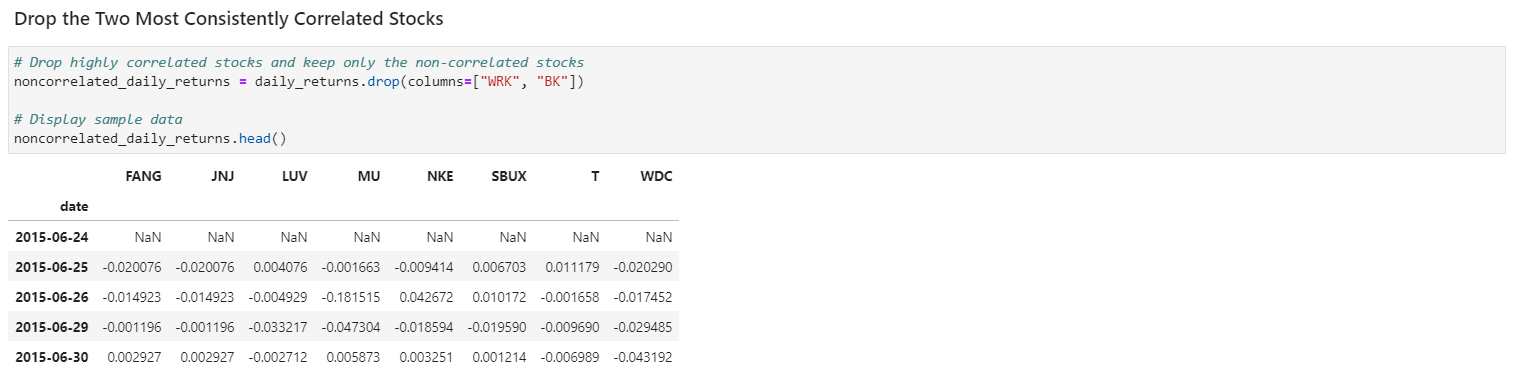 Drop the Two Most Consistently Correlated Stocks
# Drop highly correlated stocks and keep only the non-correlated stocks
noncorrelated_daily_returns = daily_returns.drop(columns=["WRK", "BK"])
# Display sample data
noncorrelated_daily_returns.head()
FANG JNJ LUV MU NKE SBUX T WDC
date
2015-06-24 NaN NaN NaN NaN NaN NaN NaN NaN
2015-06-25 -0.020076 -0.020076 0.004076 -0.001663 -0.009414 0.006703 0.011179 -0.020290
2015-06-26 -0.014923 -0.014923 -0.004929 -0.181515 0.042672 0.010172 -0.001658 -0.017452
2015-06-29 -0.001196 -0.001196 -0.033217 -0.047304 -0.018594 -0.019590 -0.009690 -0.029485
2015-06-30 0.002927 0.002927 -0.002712 0.005873 0.003251 0.001214 -0.006989 -0.043192